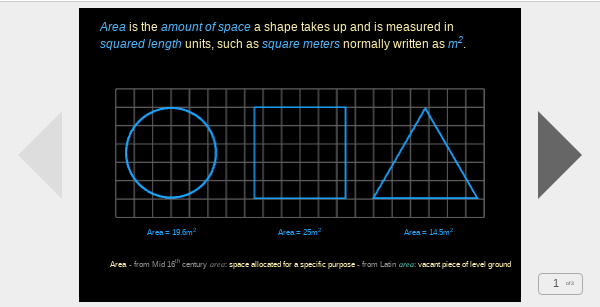 Area is the amount of space a shape takes up and is measured in
squared length units, such as square meters normally written as m².
Area = 19.6m² Area = 25m² Area = 14.5m²
Area - from Mid 16th century area: space allocated for a specific purpose - from Latin area: vacant piece of level ground
1 of 3